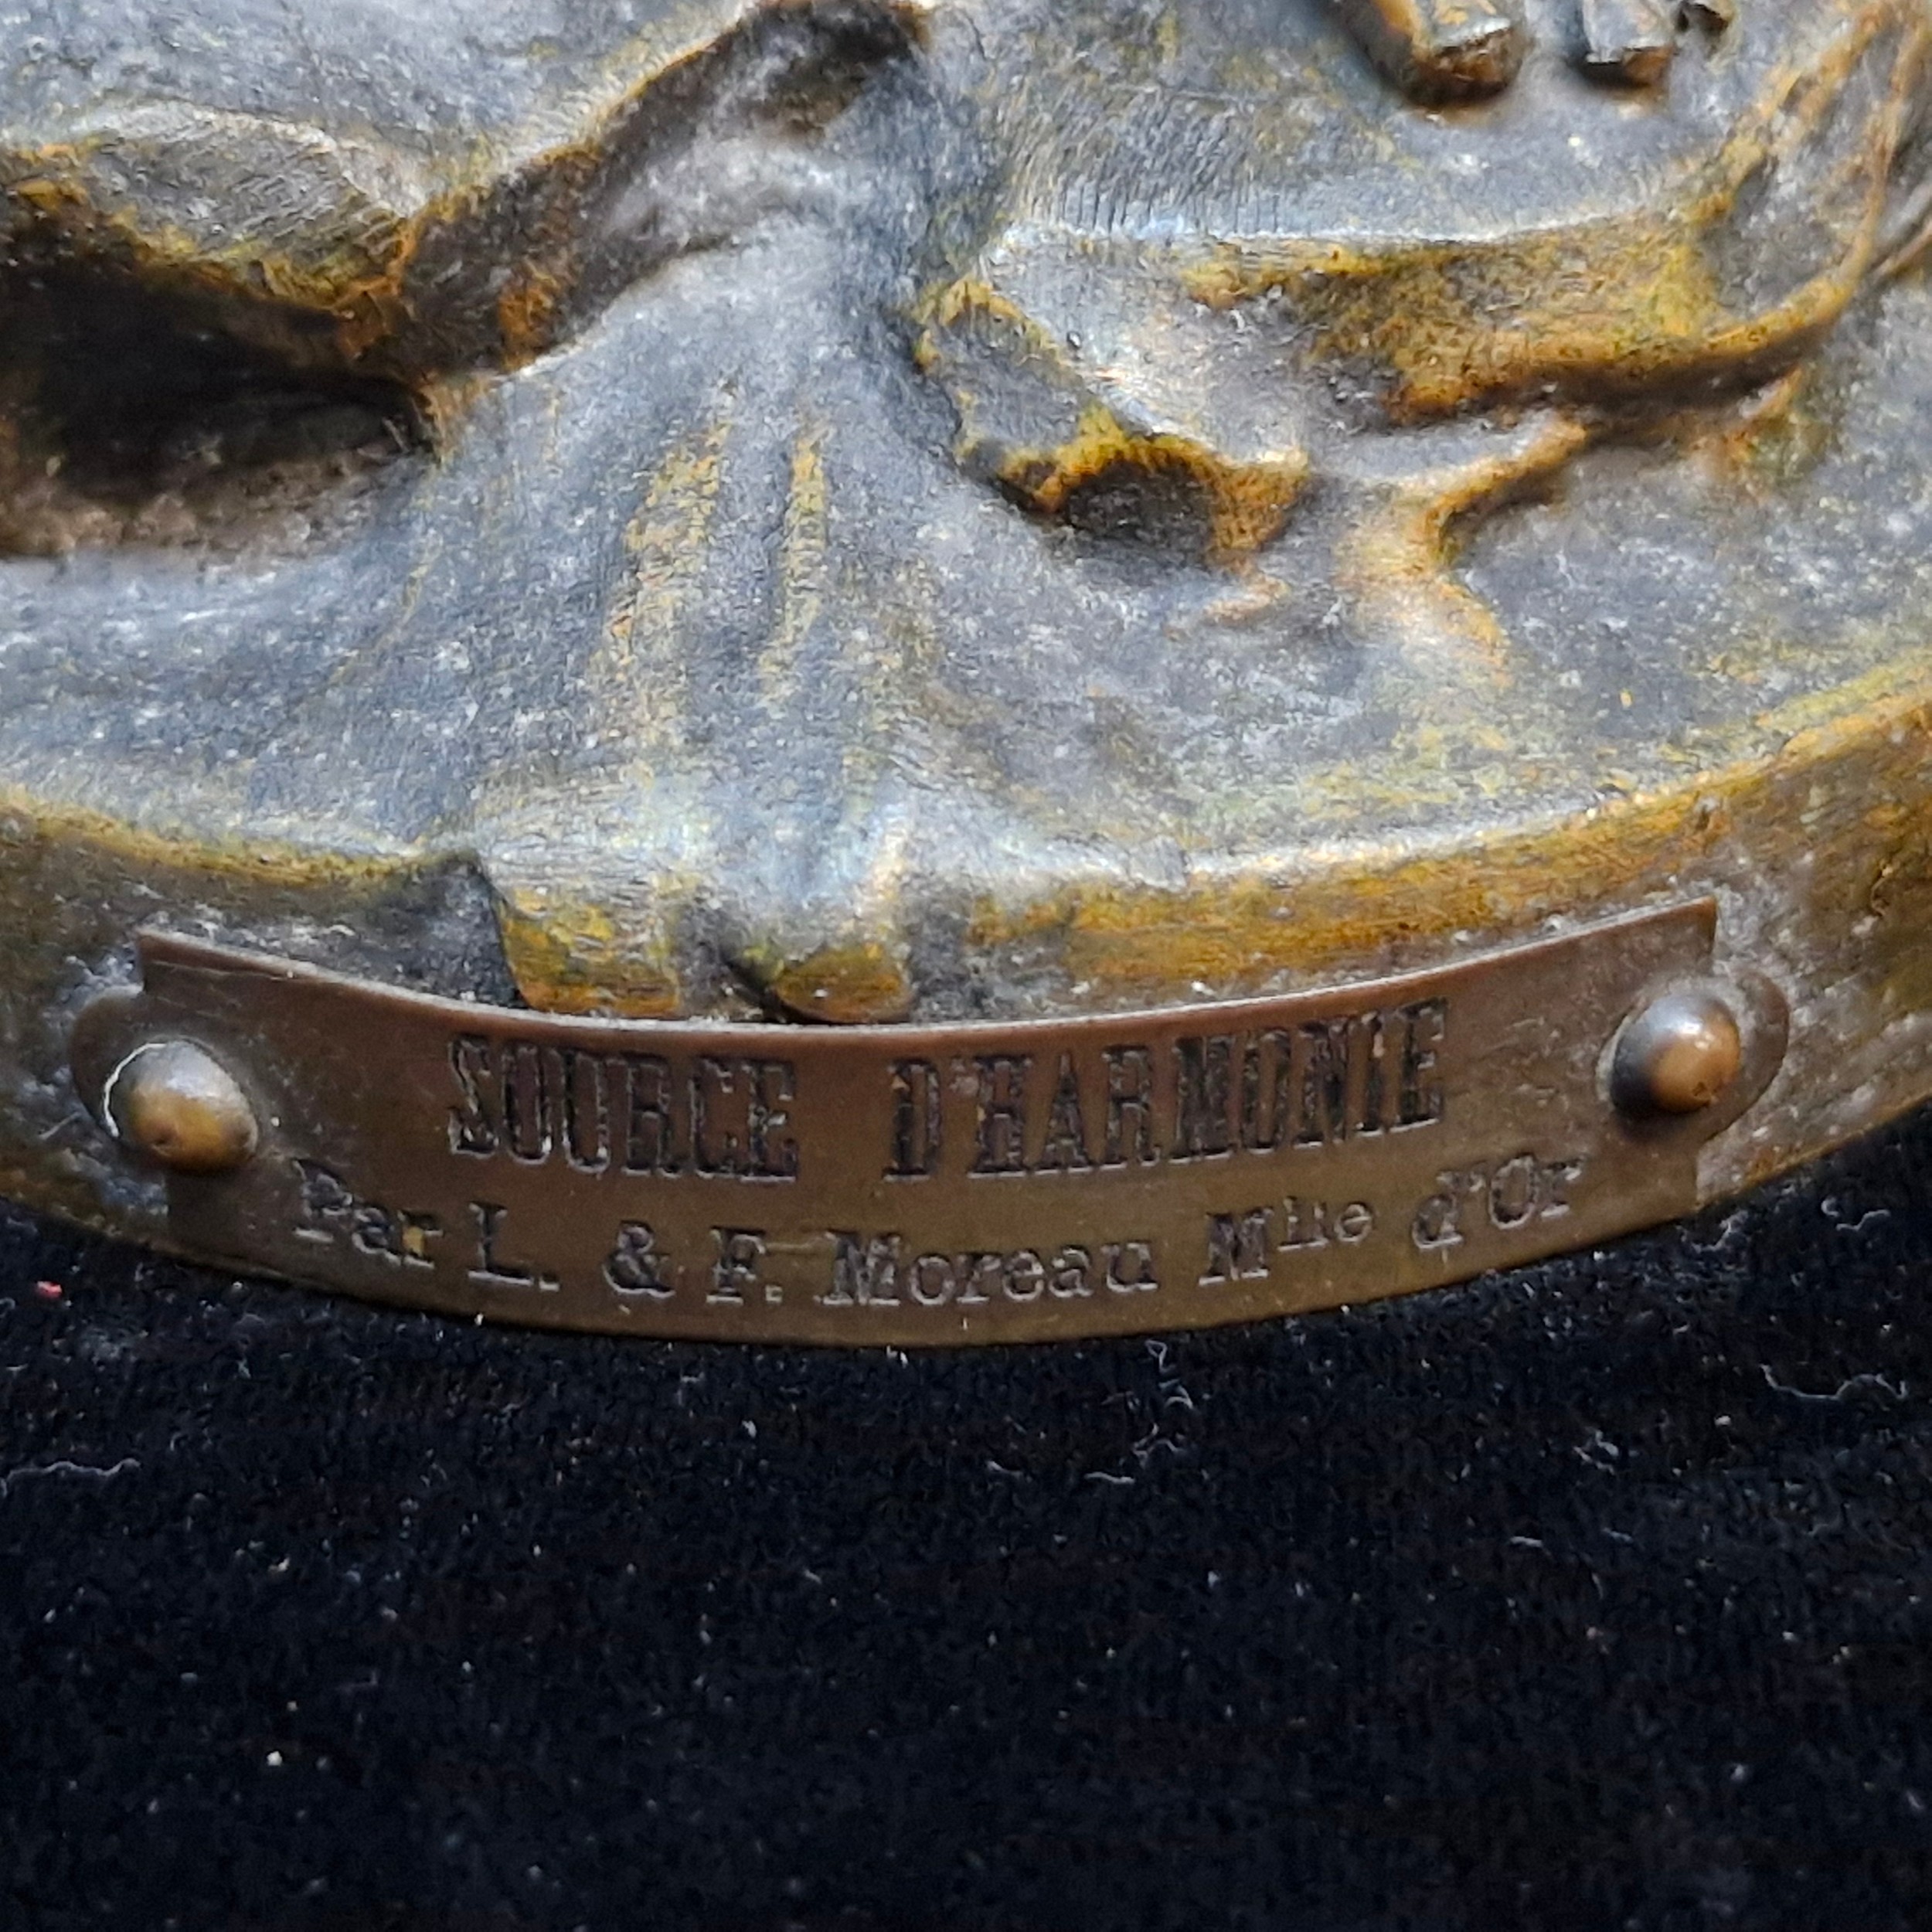 SOURCE D'HARMONIE
Par L. & F. Moreau Mlle d'Or